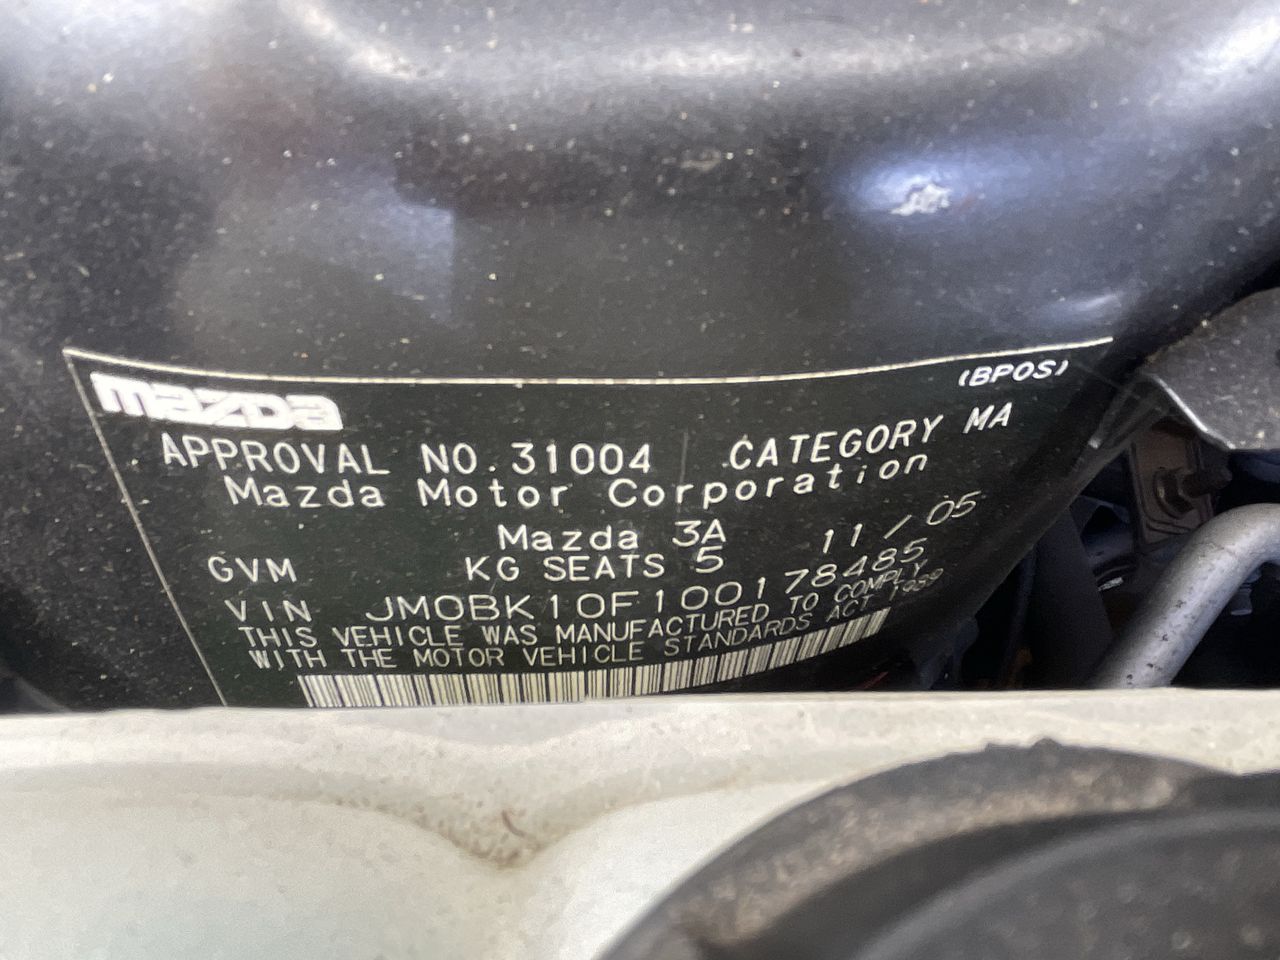 mazda
(BP0S)
APPROVAL NO. 31004 CATEGORY MA
Mazda Motor Corporation
Mazda 3A 11/05
GVM KG SEATS 5
VIN JM0BK10F100178485
THIS VEHICLE WAS MANUFACTURED TO COMPLY
WITH THE MOTOR VEHICLE STANDARDS ACT 1989